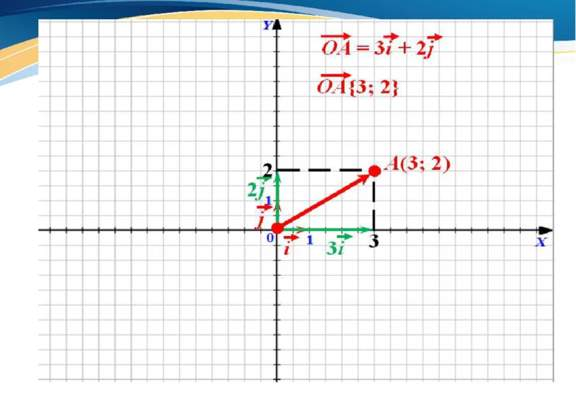 Y
OA = 3i + 2j
OA{3; 2}
2
A(3; 2)
2j
1
j
0
i
1
3i
3
X